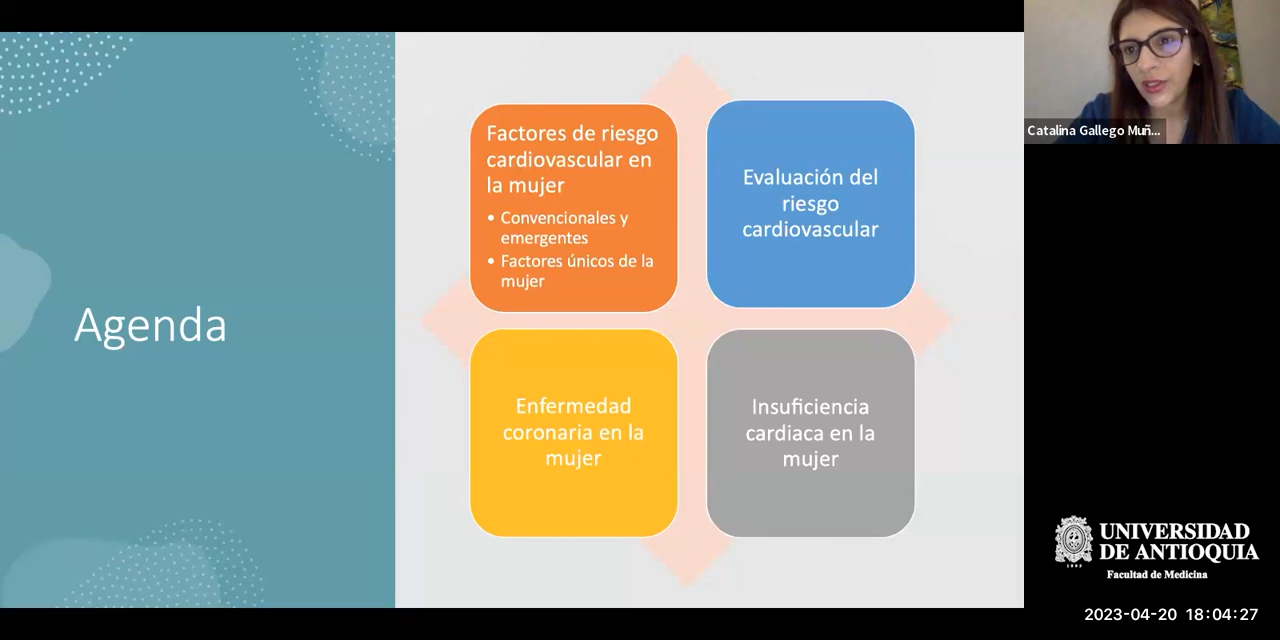 Agenda
Factores de riesgo
cardiovascular en
la mujer
• Convencionales y
emergentes
• Factores únicos de la
mujer
Evaluación del
riesgo
cardiovascular
Enfermedad
coronaria en la
mujer
Insuficiencia
cardiaca en la
mujer
Catalina Gallego Muñ...
UNIVERSIDAD
DE ANTIOQUIA
1803
Facultad de Medicina
2023-04-20 18:04:27